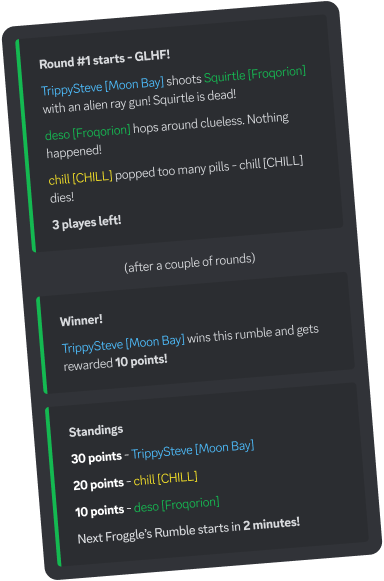 Round #1 starts - GLHF!
TrippySteve [Moon Bay] shoots Squirtle [Froqorion]
with an alien ray gun! Squirtle is dead!
deso [Froqorion] hops around clueless. Nothing
happened!
chill [CHILL] popped too many pills - chill [CHILL]
dies!
3 playes left!
(after a couple of rounds)
Winner!
TrippySteve [Moon Bay] wins this rumble and gets
rewarded 10 points!
Standings
30 points - TrippySteve [Moon Bay]
20 points - chill [CHILL]
10 points - deso [Froqorion]
Next Froggle's Rumble starts in 2 minutes!